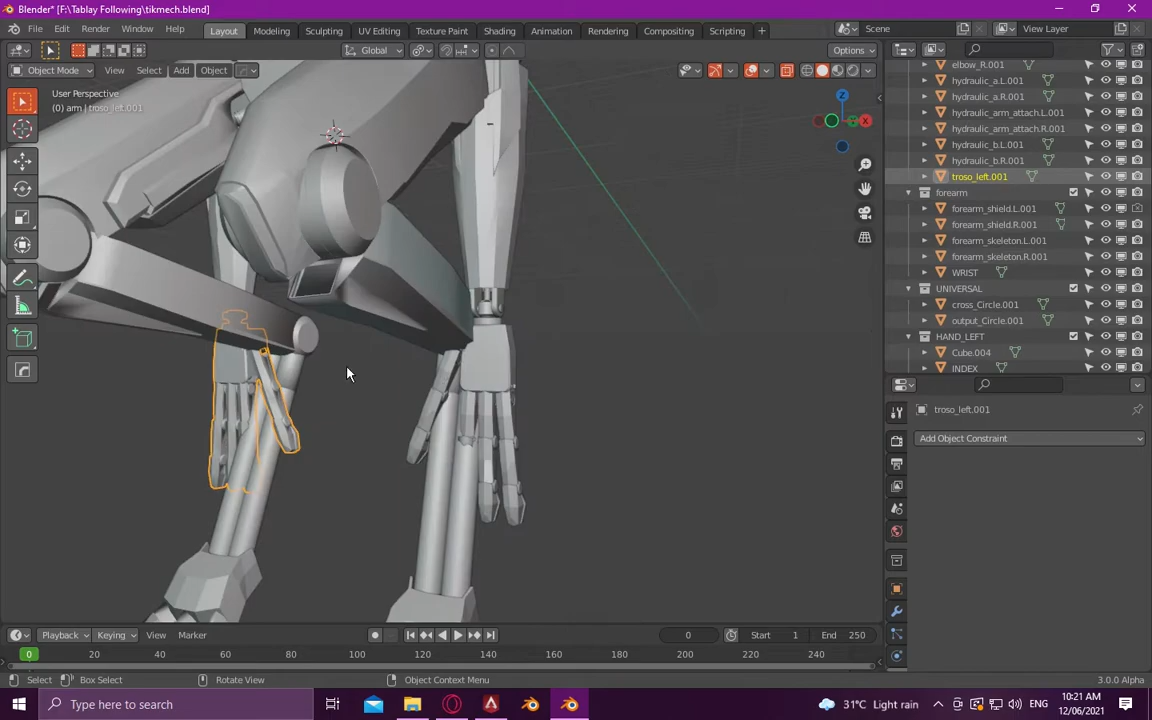 Blender* [F:\Tablay Following\tikmech.blend]
File Edit Render Window Help Layout Modeling Sculpting UV Editing Texture Paint Shading Animation Rendering Compositing Scripting + Scene View Layer
Global Options
Object Mode View Select Add Object
User Perspective
(0) arm | troso_left.001
Z
X
elbow_R.001
hydraulic_a.L.001
hydraulic_a.R.001
hydraulic_arm_attach.L.001
hydraulic_arm_attach.R.001
hydraulic_b.L.001
hydraulic_b.R.001
troso_left.001
forearm
forearm_shield.L.001
forearm_shield.R.001
forearm_skeleton.L.001
forearm_skeleton.R.001
WRIST
UNIVERSAL
cross_Circle.001
output_Circle.001
HAND_LEFT
Cube.004
INDEX
troso_left.001
Add Object Constraint
Playback Keying View Marker 0 Start 1 End 250
0 20 40 60 80 100 120 140 160 180 200 220 240
Select Box Select Rotate View Object Context Menu 3.0.0 Alpha
Type here to search 31°C Light rain 10:21 AM
12/06/2021